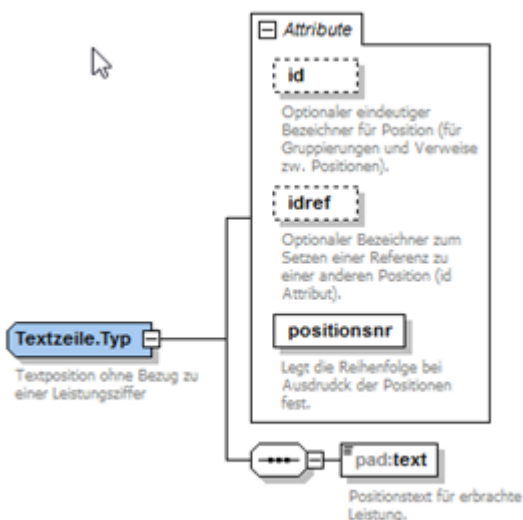 Attribute
id
Optionaler eindeutiger
Bezeichner für Position (für
Gruppierungen und Verweise
zw. Positionen).
idref
Optionaler Bezeichner zum
Setzen einer Referenz zu
einer anderen Position (id
Attribut).
positionsnr
Legt die Reihenfolge bei
Ausdrudck der Positionen
fest.
Textzeile.Typ
Textposition ohne Bezug zu
einer Leistungsziffer
pad:text
Positionstext für erbrachte
Leistung.